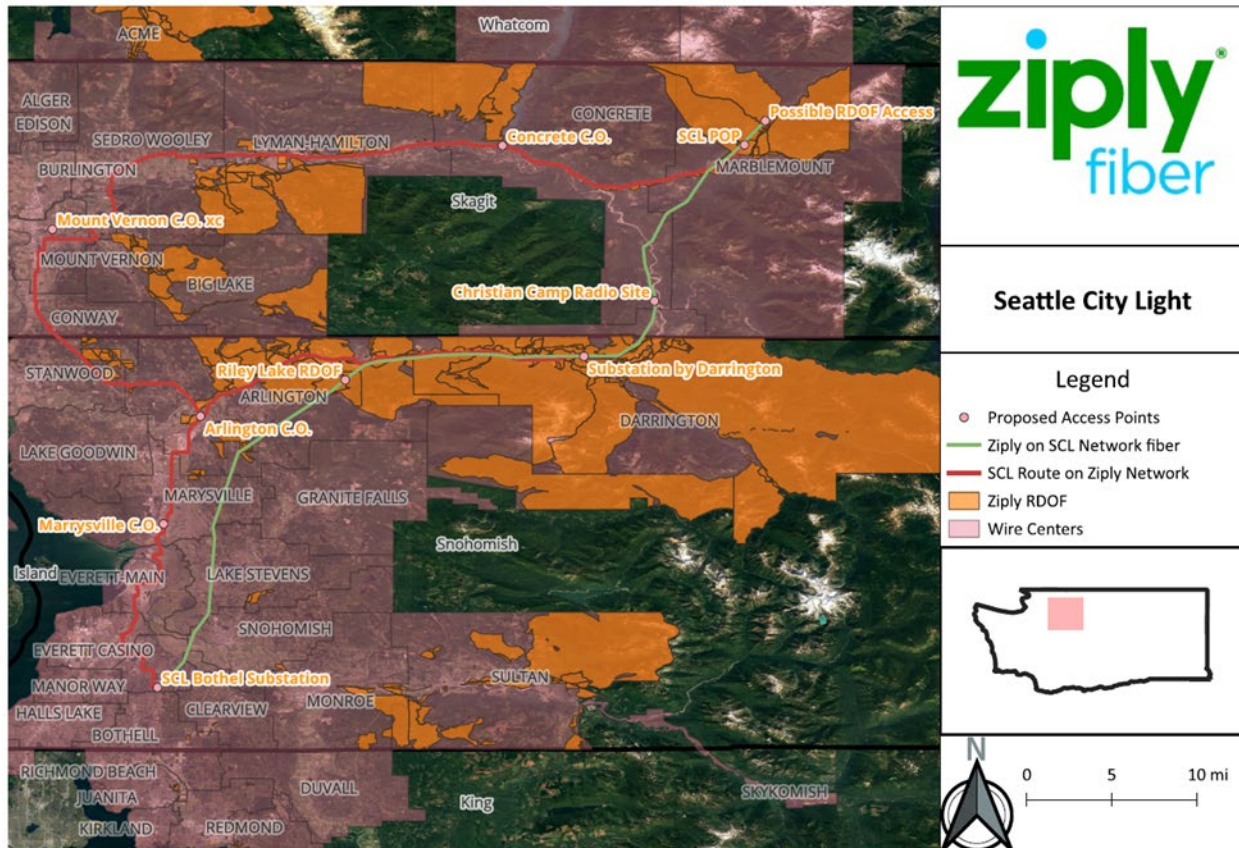 Whatcom
ACME
ALGER
EDISON
SEDRO WOOLEY
LYMAN-HAMILTON
CONCRETE
Possible RDOF Access
Concrete C.O.
SCL POP
MARBLEMOUNT
BURLINGTON
Skagit
Mount Vernon C.O. xc
MOUNT VERNON
BIG LAKE
Christian Camp Radio Site
CONWAY
STANWOOD
Riley Lake RDOF
Substation by Darrington
ARLINGTON
Arlington C.O.
DARRINGTON
LAKE GOODWIN
MARYSVILLE
GRANITE FALLS
Marrysville C.O.
Snohomish
Island
EVERETT-MAIN
LAKE STEVENS
SNOHOMISH
EVERETT CASINO
SCL Bothel Substation
SULTAN
MANOR WAY
MONROE
HALLS LAKE
CLEARVIEW
BOTHELL
RICHMOND BEACH
DUVALL
JUANITA
King
SKYKOMISH
KIRKLAND
REDMOND
ziply®
fiber
Seattle City Light
Legend
Proposed Access Points
Ziply on SCL Network fiber
SCL Route on Ziply Network
Ziply RDOF
Wire Centers
N
0 5 10 mi